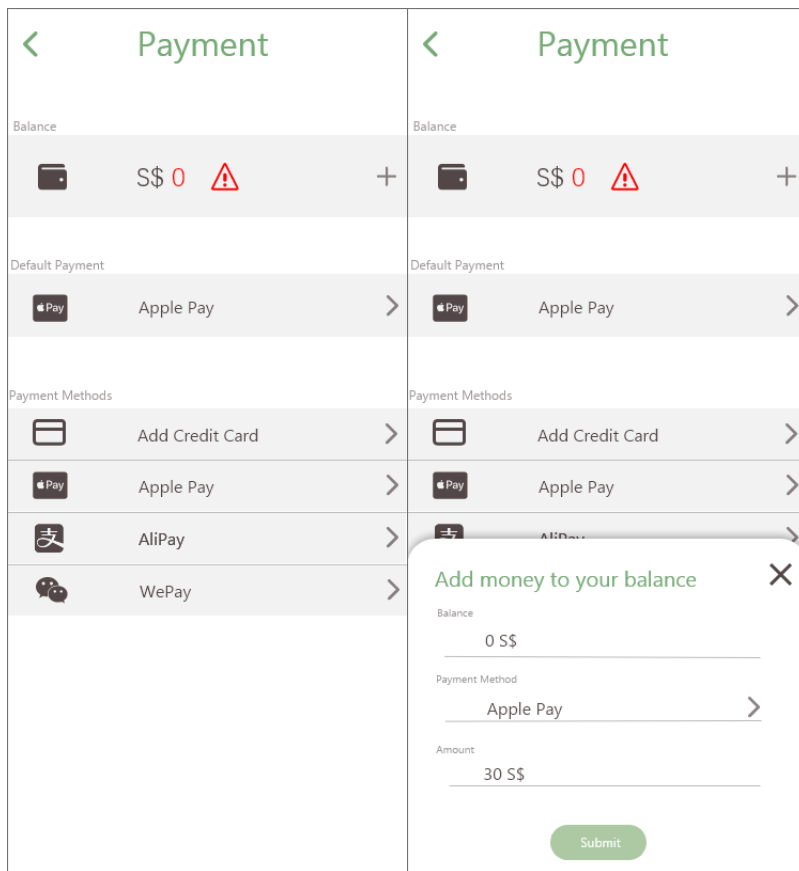 Payment
Balance
S$ 0
Default Payment
Pay
Apple Pay
Payment Methods
Add Credit Card
Pay
Apple Pay
支
AliPay
WePay
Payment
Balance
S$ 0
Default Payment
Pay
Apple Pay
Payment Methods
Add Credit Card
Pay
Apple Pay
支
AliPay
Add money to your balance
Balance
0 S$
Payment Method
Apple Pay
Amount
30 S$
Submit